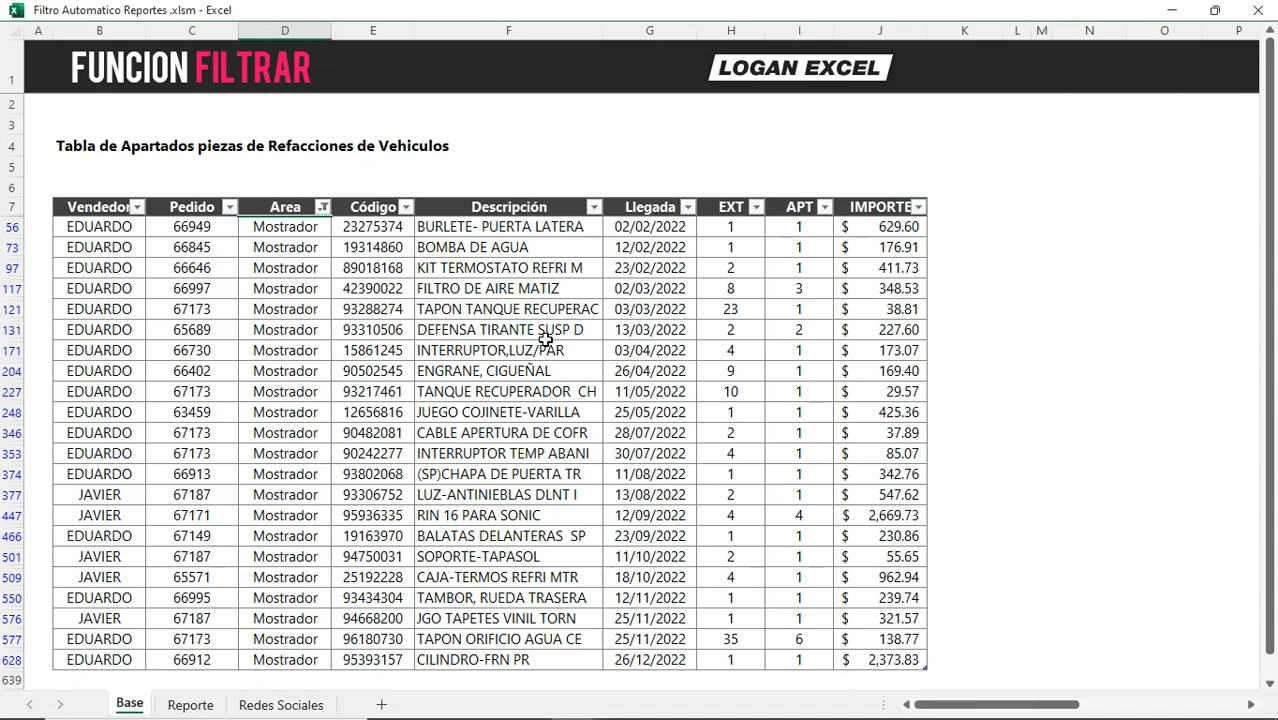 Filtro Automatico Reportes .xlsm - Excel
B C D E F G H I J K L M N O P
1 FUNCION FILTRAR LOGAN EXCEL
2
3
4 Tabla de Apartados piezas de Refacciones de Vehiculos
5
6
7 Vendedor Pedido Area Código Descripción Llegada EXT APT IMPORTE
56 EDUARDO 66949 Mostrador 23275374 BURLETE- PUERTA LATERA 02/02/2022 1 1 $ 629.60
73 EDUARDO 66845 Mostrador 19314860 BOMBA DE AGUA 12/02/2022 1 1 $ 176.91
97 EDUARDO 66646 Mostrador 89018168 KIT TERMOSTATO REFRI M 23/02/2022 2 1 $ 411.73
117 EDUARDO 66997 Mostrador 42390022 FILTRO DE AIRE MATIZ 02/03/2022 8 3 $ 348.53
121 EDUARDO 67173 Mostrador 93288274 TAPON TANQUE RECUPERAC 03/03/2022 23 1 $ 38.81
131 EDUARDO 65689 Mostrador 93310506 DEFENSA TIRANTE SUSP D 13/03/2022 2 2 $ 227.60
171 EDUARDO 66730 Mostrador 15861245 INTERRUPTOR,LUZ/PAR 03/04/2022 4 1 $ 173.07
204 EDUARDO 66402 Mostrador 90502545 ENGRANE, CIGUEÑAL 26/04/2022 9 1 $ 169.40
227 EDUARDO 67173 Mostrador 93217461 TANQUE RECUPERADOR CH 11/05/2022 10 1 $ 29.57
248 EDUARDO 63459 Mostrador 12656816 JUEGO COJINETE-VARILLA 25/05/2022 1 1 $ 425.36
346 EDUARDO 67173 Mostrador 90482081 CABLE APERTURA DE COFR 28/07/2022 2 1 $ 37.89
353 EDUARDO 67173 Mostrador 90242277 INTERRUPTOR TEMP ABANI 30/07/2022 4 1 $ 85.07
374 EDUARDO 66913 Mostrador 93802068 (SP)CHAPA DE PUERTA TR 11/08/2022 1 1 $ 342.76
377 JAVIER 67187 Mostrador 93306752 LUZ-ANTINIEBLAS DLNT I 13/08/2022 2 1 $ 547.62
447 JAVIER 67171 Mostrador 95936335 RIN 16 PARA SONIC 12/09/2022 4 4 $ 2,669.73
466 EDUARDO 67149 Mostrador 19163970 BALATAS DELANTERAS SP 23/09/2022 1 1 $ 230.86
501 JAVIER 67187 Mostrador 94750031 SOPORTE-TAPASOL 11/10/2022 2 1 $ 55.65
509 JAVIER 65571 Mostrador 25192228 CAJA-TERMOS REFRI MTR 18/10/2022 4 1 $ 962.94
550 EDUARDO 66995 Mostrador 93434304 TAMBOR, RUEDA TRASERA 12/11/2022 1 1 $ 239.74
576 JAVIER 67187 Mostrador 94668200 JGO TAPETES VINIL TORN 25/11/2022 1 1 $ 321.57
577 EDUARDO 67173 Mostrador 96180730 TAPON ORIFICIO AGUA CE 25/11/2022 35 6 $ 138.77
628 EDUARDO 66912 Mostrador 95393157 CILINDRO-FRN PR 26/12/2022 1 1 $ 2,373.83
639
Base Reporte Redes Sociales